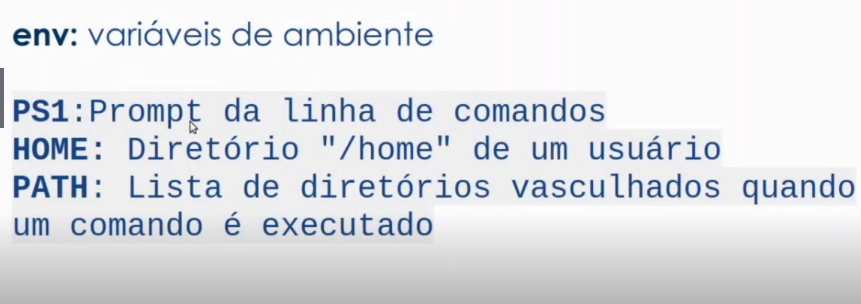 env: variáveis de ambiente
PS1:Prompt da linha de comandos
HOME: Diretório "/home" de um usuário
PATH: Lista de diretórios vasculhados quando
um comando é executado